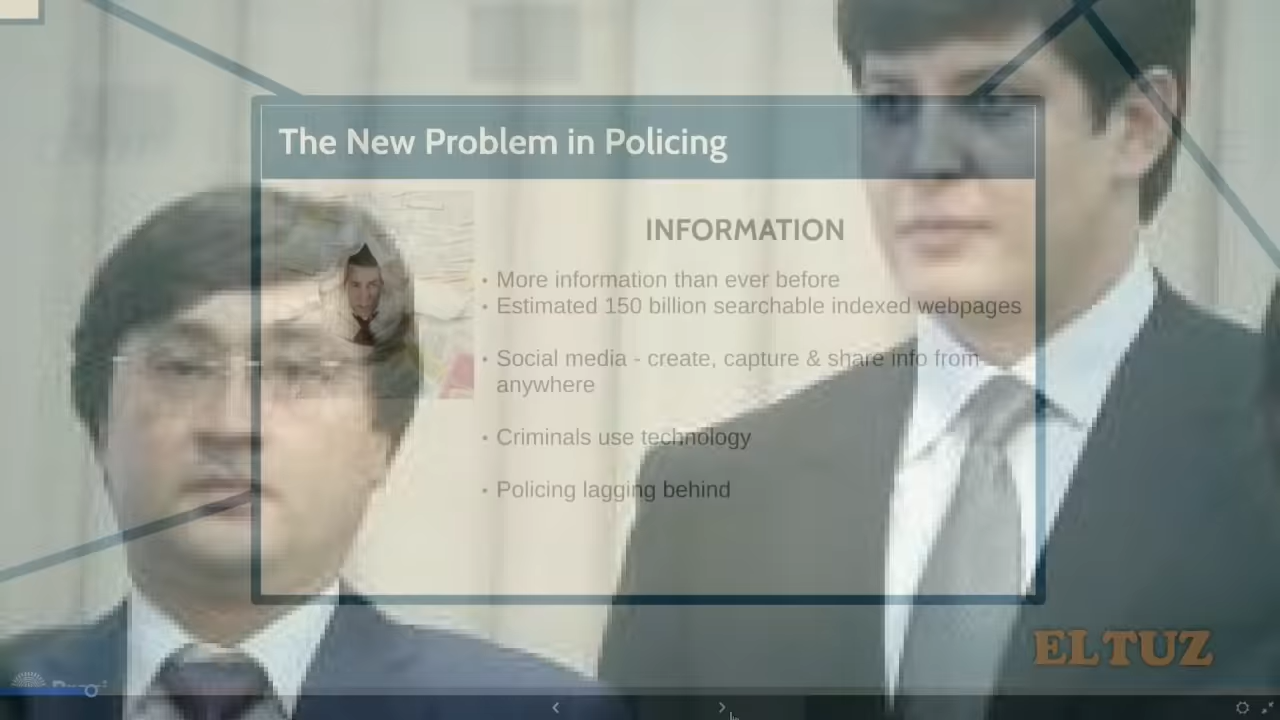 The New Problem in Policing
INFORMATION
• More information than ever before
• Estimated 150 billion searchable indexed webpages
• Social media - create, capture & share info from
anywhere
• Criminals use technology
• Policing lagging behind
ELTUZ